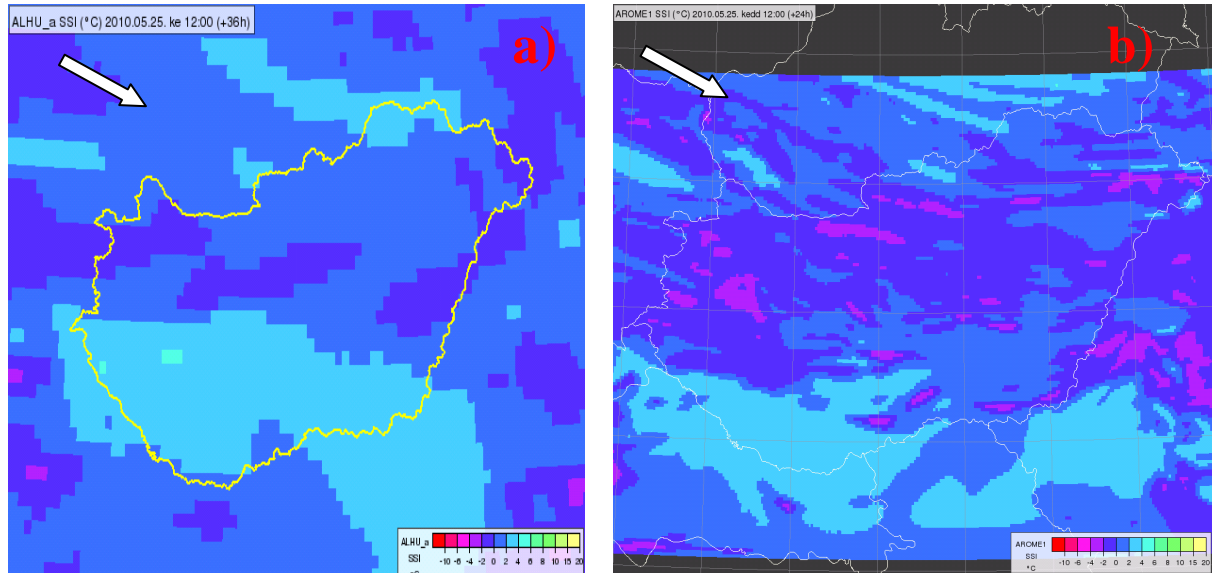 ALHU_a SSI (°C) 2010.05.25. ke 12:00 (+36h)
a)
ALHU_a
SSI
°C
-10 -8 -6 -4 -2 0 2 4 6 8 10 15 20
AROME1 SSI (°C) 2010.05.25. kedd 12:00 (+24h)
b)
AROME1
SSI
°C
-10 -8 -6 -4 -2 0 2 4 6 8 10 15 20